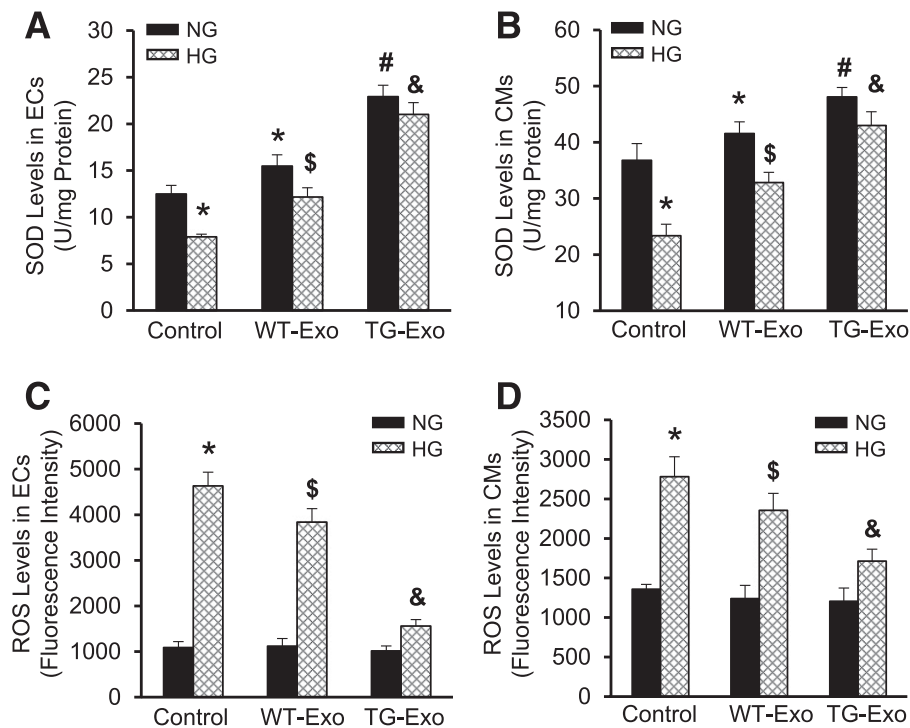 A
NG
HG
SOD Levels in ECs
(U/mg Protein)
30
25
20
15
10
5
0
*
*
$
#
&
Control
WT-Exo
TG-Exo
B
NG
HG
SOD Levels in CMs
(U/mg Protein)
60
50
40
30
20
10
*
*
$
#
&
Control
WT-Exo
TG-Exo
C
NG
HG
ROS Levels in ECs
(Fluorescence Intensity)
6000
5000
4000
3000
2000
1000
0
*
$
&
Control
WT-Exo
TG-Exo
D
NG
HG
ROS Levels in CMs
(Fluorescence Intensity)
3500
3000
2500
2000
1500
1000
500
0
*
$
&
Control
WT-Exo
TG-Exo